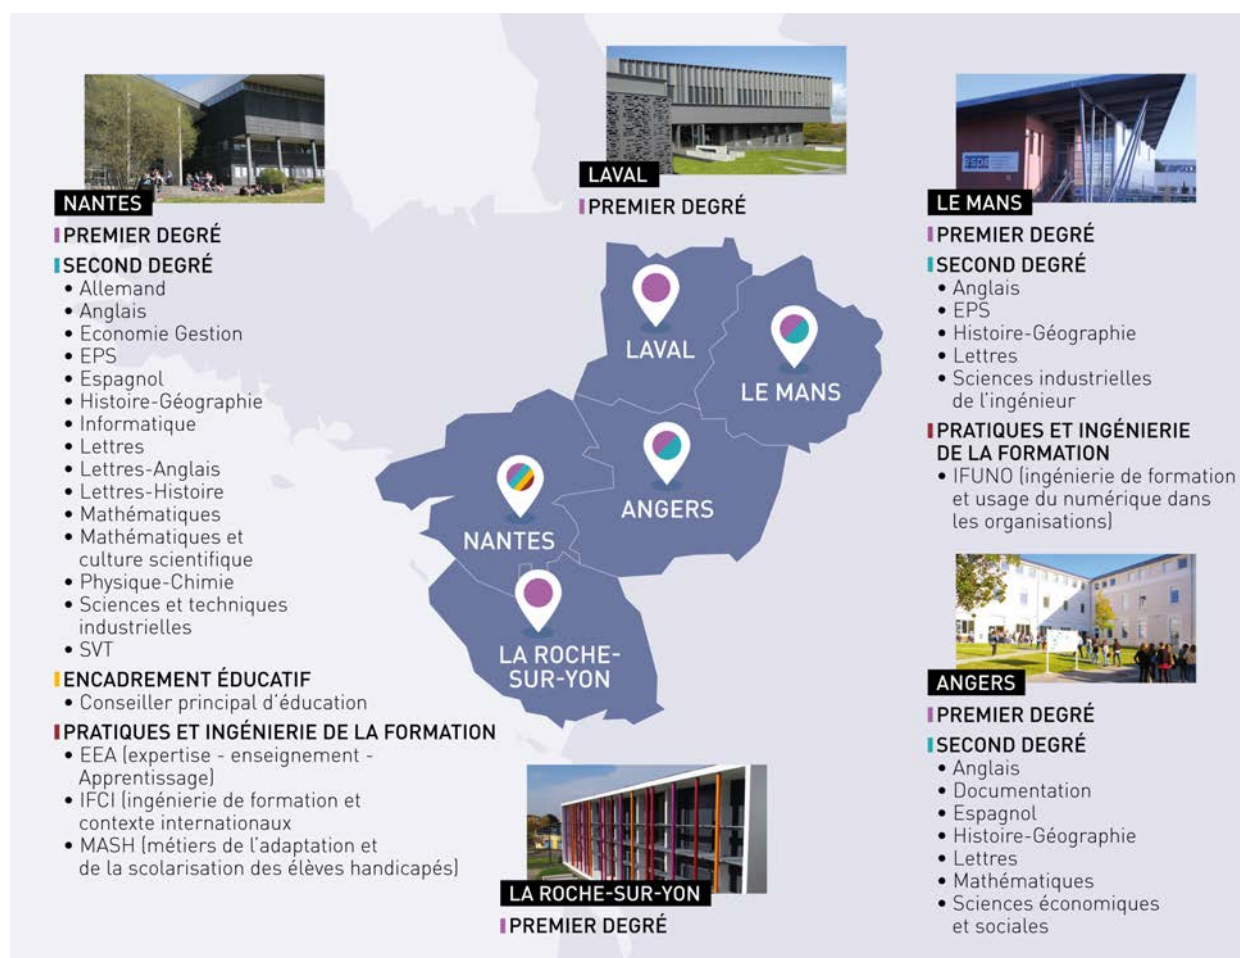 NANTES
PREMIER DEGRÉ
SECOND DEGRÉ
• Allemand
• Anglais
• Economie Gestion
• EPS
• Espagnol
• Histoire-Géographie
• Informatique
• Lettres
• Lettres-Anglais
• Lettres-Histoire
• Mathématiques
• Mathématiques et
culture scientifique
• Physique-Chimie
• Sciences et techniques
industrielles
• SVT
ENCADREMENT ÉDUCATIF
• Conseiller principal d'éducation
PRATIQUES ET INGÉNIERIE DE LA FORMATION
• EEA (expertise - enseignement -
Apprentissage)
• IFCI (ingénierie de formation et
contexte internationaux
• MASH (métiers de l'adaptation et
de la scolarisation des élèves handicapés)
LAVAL
PREMIER DEGRÉ
LAVAL
LE MANS
ANGERS
NANTES
LA ROCHE-
SUR-YON
LA ROCHE-SUR-YON
PREMIER DEGRÉ
LE MANS
PREMIER DEGRÉ
SECOND DEGRÉ
• Anglais
• EPS
• Histoire-Géographie
• Lettres
• Sciences industrielles
de l'ingénieur
PRATIQUES ET INGÉNIERIE
DE LA FORMATION
• IFUNO (ingénierie de formation
et usage du numérique dans
les organisations)
ANGERS
PREMIER DEGRÉ
SECOND DEGRÉ
• Anglais
• Documentation
• Espagnol
• Histoire-Géographie
• Lettres
• Mathématiques
• Sciences économiques
et sociales